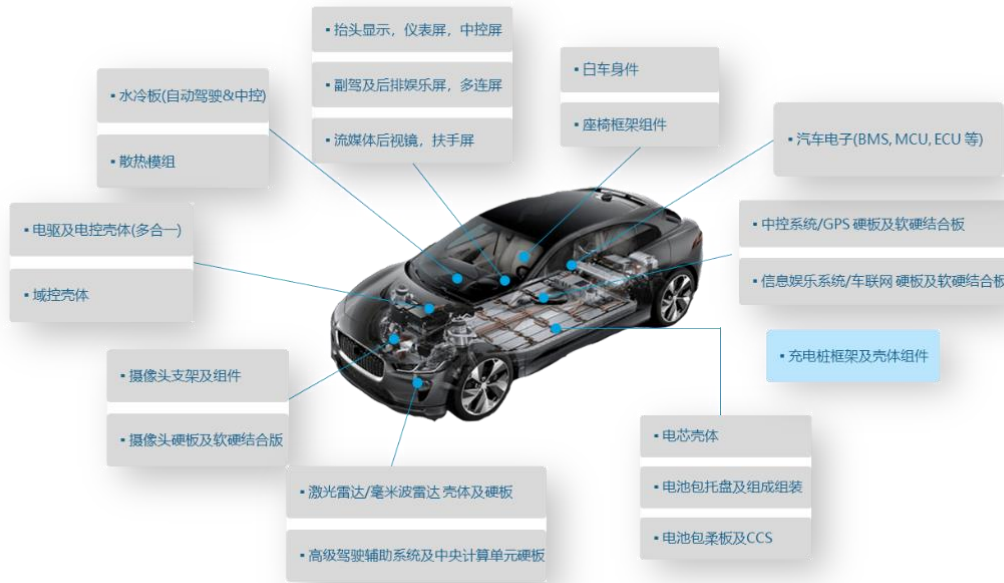 ▪ 抬头显示，仪表屏，中控屏
▪ 副驾及后排娱乐屏，多连屏
▪ 流媒体后视镜，扶手屏
▪ 白车身件
▪ 座椅框架组件
▪ 水冷板(自动驾驶&中控)
▪ 散热模组
▪ 汽车电子(BMS, MCU, ECU 等)
▪ 电驱及电控壳体(多合一)
▪ 域控壳体
▪ 中控系统/GPS 硬板及软硬结合板
▪ 信息娱乐系统/车联网 硬板及软硬结合板
▪ 充电桩框架及壳体组件
▪ 摄像头支架及组件
▪ 摄像头硬板及软硬结合版
▪ 电芯壳体
▪ 电池包托盘及组成组装
▪ 电池包柔板及CCS
▪ 激光雷达/毫米波雷达 壳体及硬板
▪ 高级驾驶辅助系统及中央计算单元硬板